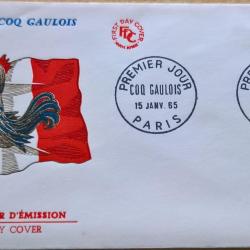 COQ GAULOIS
FIRST DAY COVER
FDC
PREMIER JOUR
COQ GAULOIS
15 JANV. 65
PARIS
R D'ÉMISSION
Y COVER